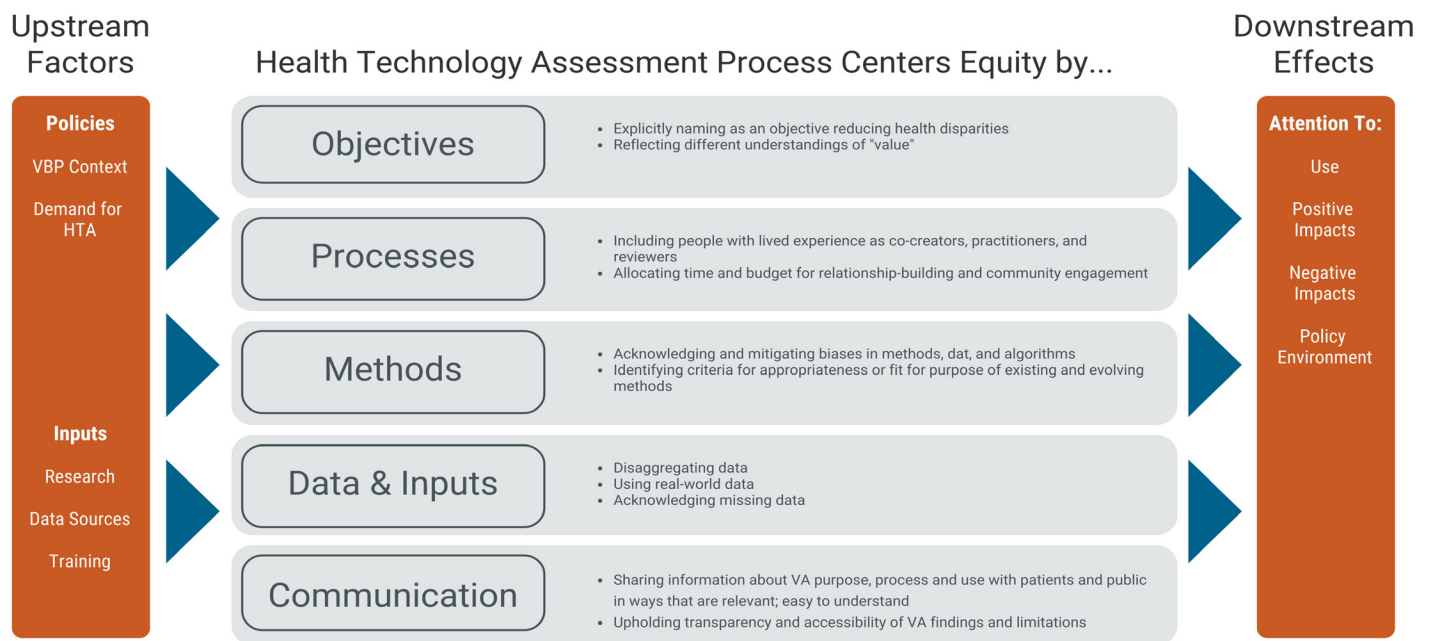 Upstream
Factors
Health Technology Assessment Process Centers Equity by...
Downstream
Effects
Policies
VBP Context
Demand for
HTA
Inputs
Research
Data Sources
Training
Objectives
• Explicitly naming as an objective reducing health disparities
• Reflecting different understandings of "value"
Processes
• Including people with lived experience as co-creators, practitioners, and
reviewers
• Allocating time and budget for relationship-building and community engagement
Methods
• Acknowledging and mitigating biases in methods, dat, and algorithms
• Identifying criteria for appropriateness or fit for purpose of existing and evolving
methods
Data & Inputs
• Disaggregating data
• Using real-world data
• Acknowledging missing data
Communication
• Sharing information about VA purpose, process and use with patients and public
in ways that are relevant; easy to understand
• Upholding transparency and accessibility of VA findings and limitations
Attention To:
Use
Positive
Impacts
Negative
Impacts
Policy
Environment